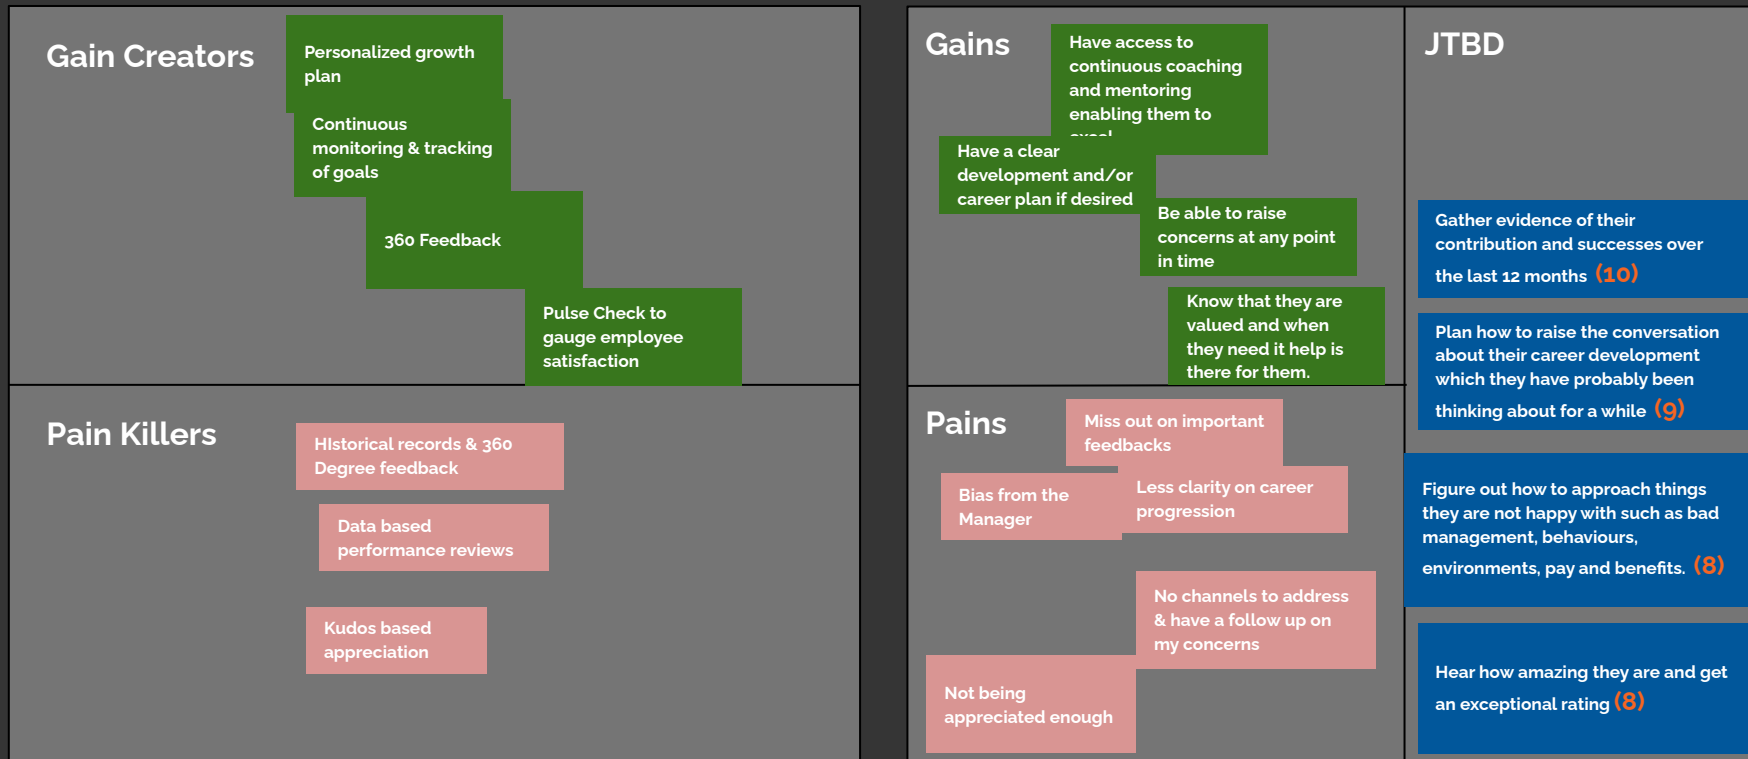 Gain Creators
Personalized growth
plan
Continuous
monitoring & tracking
of goals
360 Feedback
Pulse Check to
gauge employee
satisfaction
Pain Killers
HIstorical records & 360
Degree feedback
Data based
performance reviews
Kudos based
appreciation
Gains
Have access to
continuous coaching
and mentoring
enabling them to
Have a clear
development and/or
career plan if desired
Be able to raise
concerns at any point
in time
Know that they are
valued and when
they need it help is
there for them.
Pains
Miss out on important
feedbacks
Bias from the
Manager
Less clarity on career
progression
No channels to address
& have a follow up on
my concerns
Not being
appreciated enough
JTBD
Gather evidence of their
contribution and successes over
the last 12 months (10)
Plan how to raise the conversation
about their career development
which they have probably been
thinking about for a while (9)
Figure out how to approach things
they are not happy with such as bad
management, behaviours,
environments, pay and benefits. (8)
Hear how amazing they are and get
an exceptional rating (8)